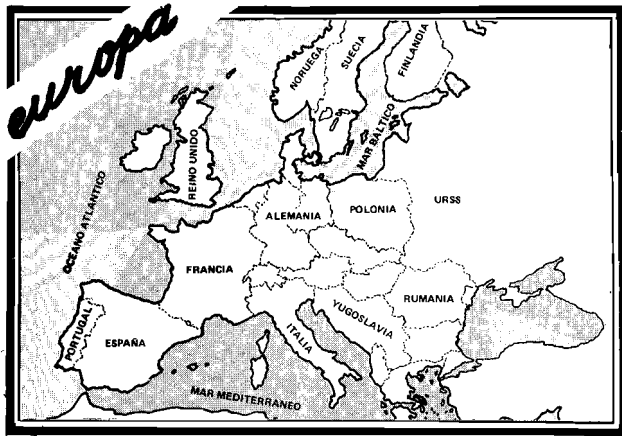 europa
NORUEGA
SUECIA
FINLANDIA
MAR BALTICO
REINO UNIDO
OCEANO ATLANTICO
ALEMANIA
POLONIA
URSS
FRANCIA
RUMANIA
YUGOSLAVIA
ITALIA
PORTUGAL
ESPAÑA
MAR MEDITERRANEO